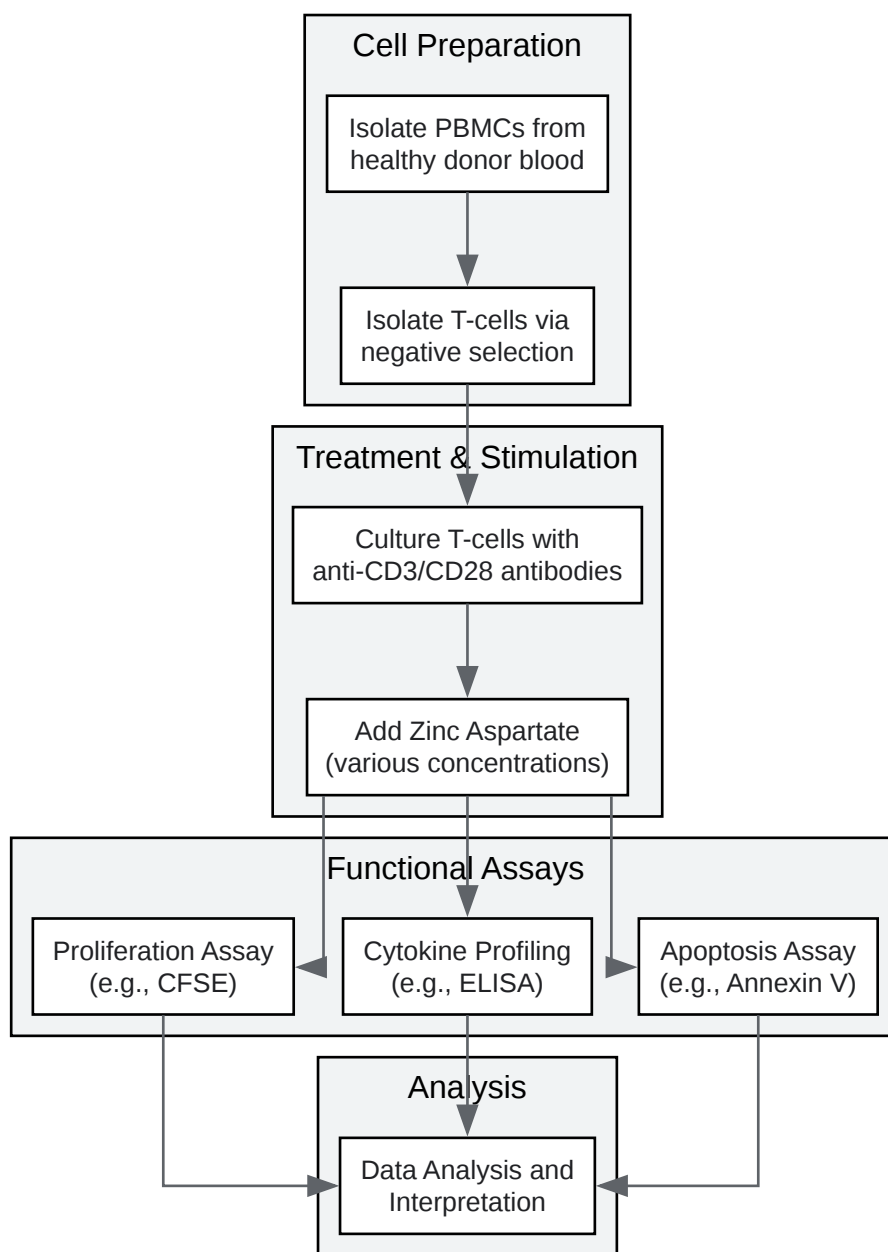 Cell Preparation
Isolate PBMCs from
healthy donor blood
Isolate T-cells via
negative selection
Treatment & Stimulation
Culture T-cells with
anti-CD3/CD28 antibodies
Add Zinc Aspartate
(various concentrations)
Functional Assays
Proliferation Assay
(e.g., CFSE)
Cytokine Profiling
(e.g., ELISA)
Apoptosis Assay
(e.g., Annexin V)
Analysis
Data Analysis and
Interpretation